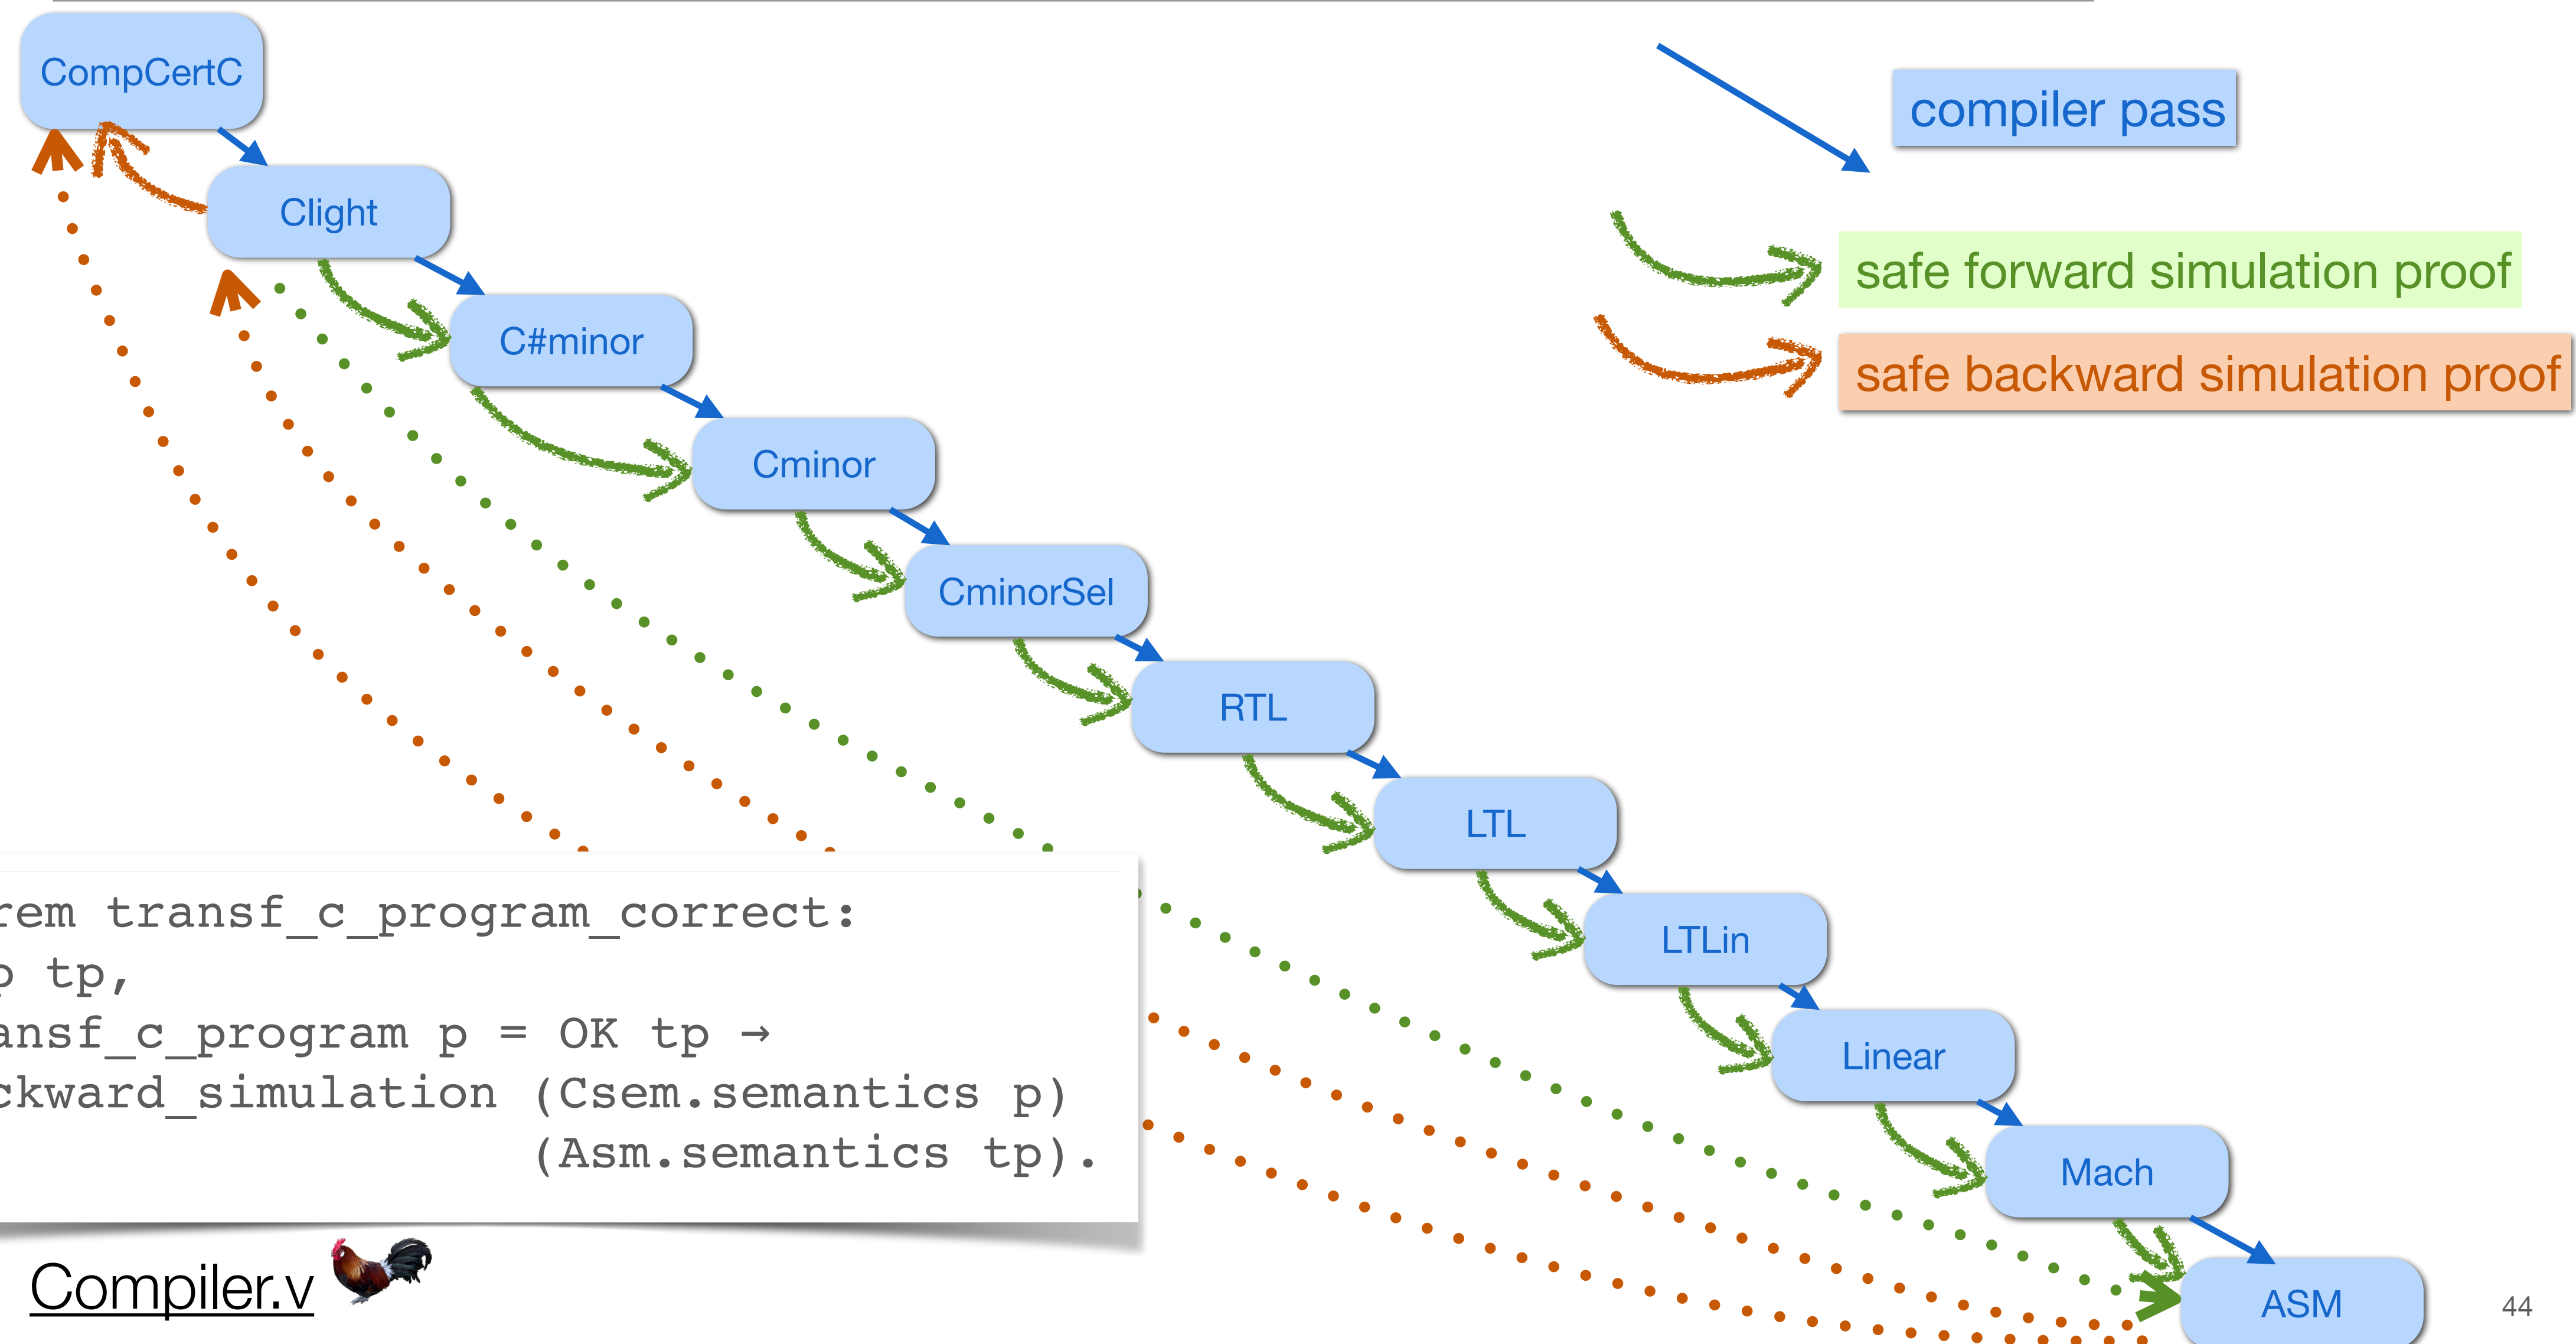 CompCertC
compiler pass
Clight
safe forward simulation proof
C#minor
safe backward simulation proof
Cminor
CminorSel
RTL
LTL
LTLin
Linear
Mach
ASM
rem transf_c_program_correct:
p tp,
ansf_c_program p = OK tp →
ckward_simulation (Csem.semantics p)
(Asm.semantics tp).
Compiler.v
44